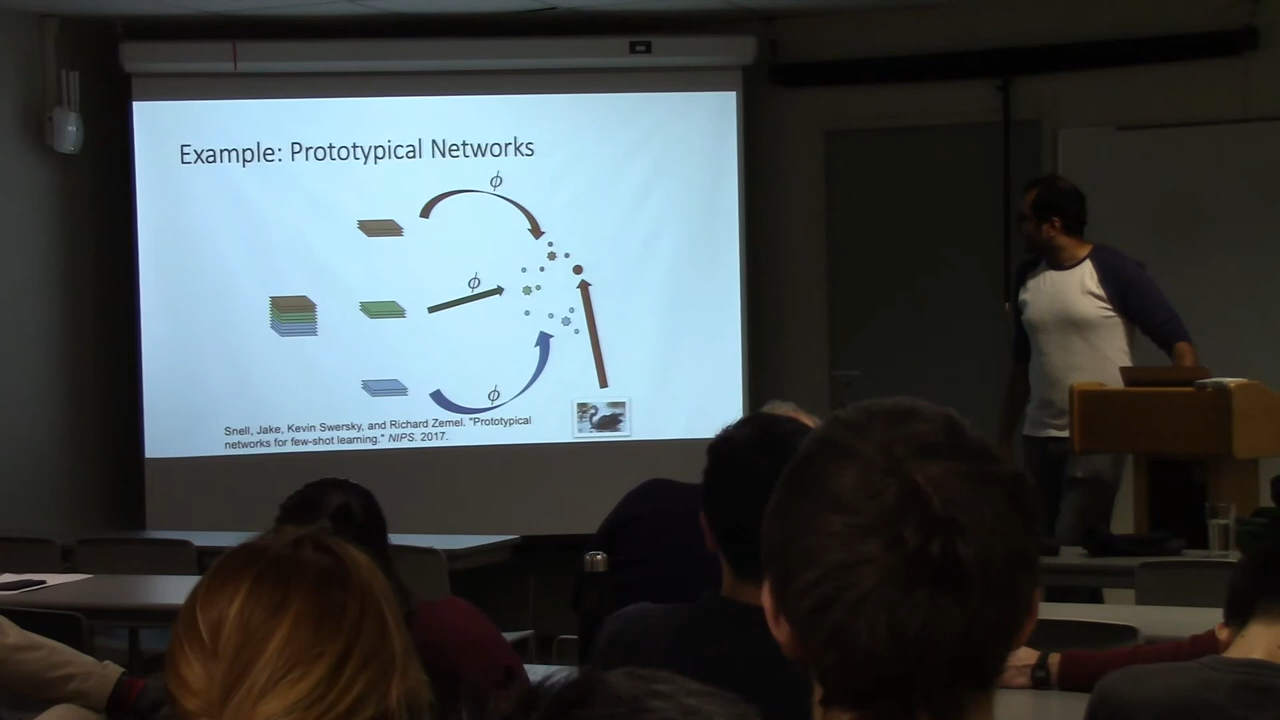 Example: Prototypical Networks
ϕ
ϕ
ϕ
Snell, Jake, Kevin Swersky, and Richard Zemel. "Prototypical
networks for few-shot learning." NIPS. 2017.